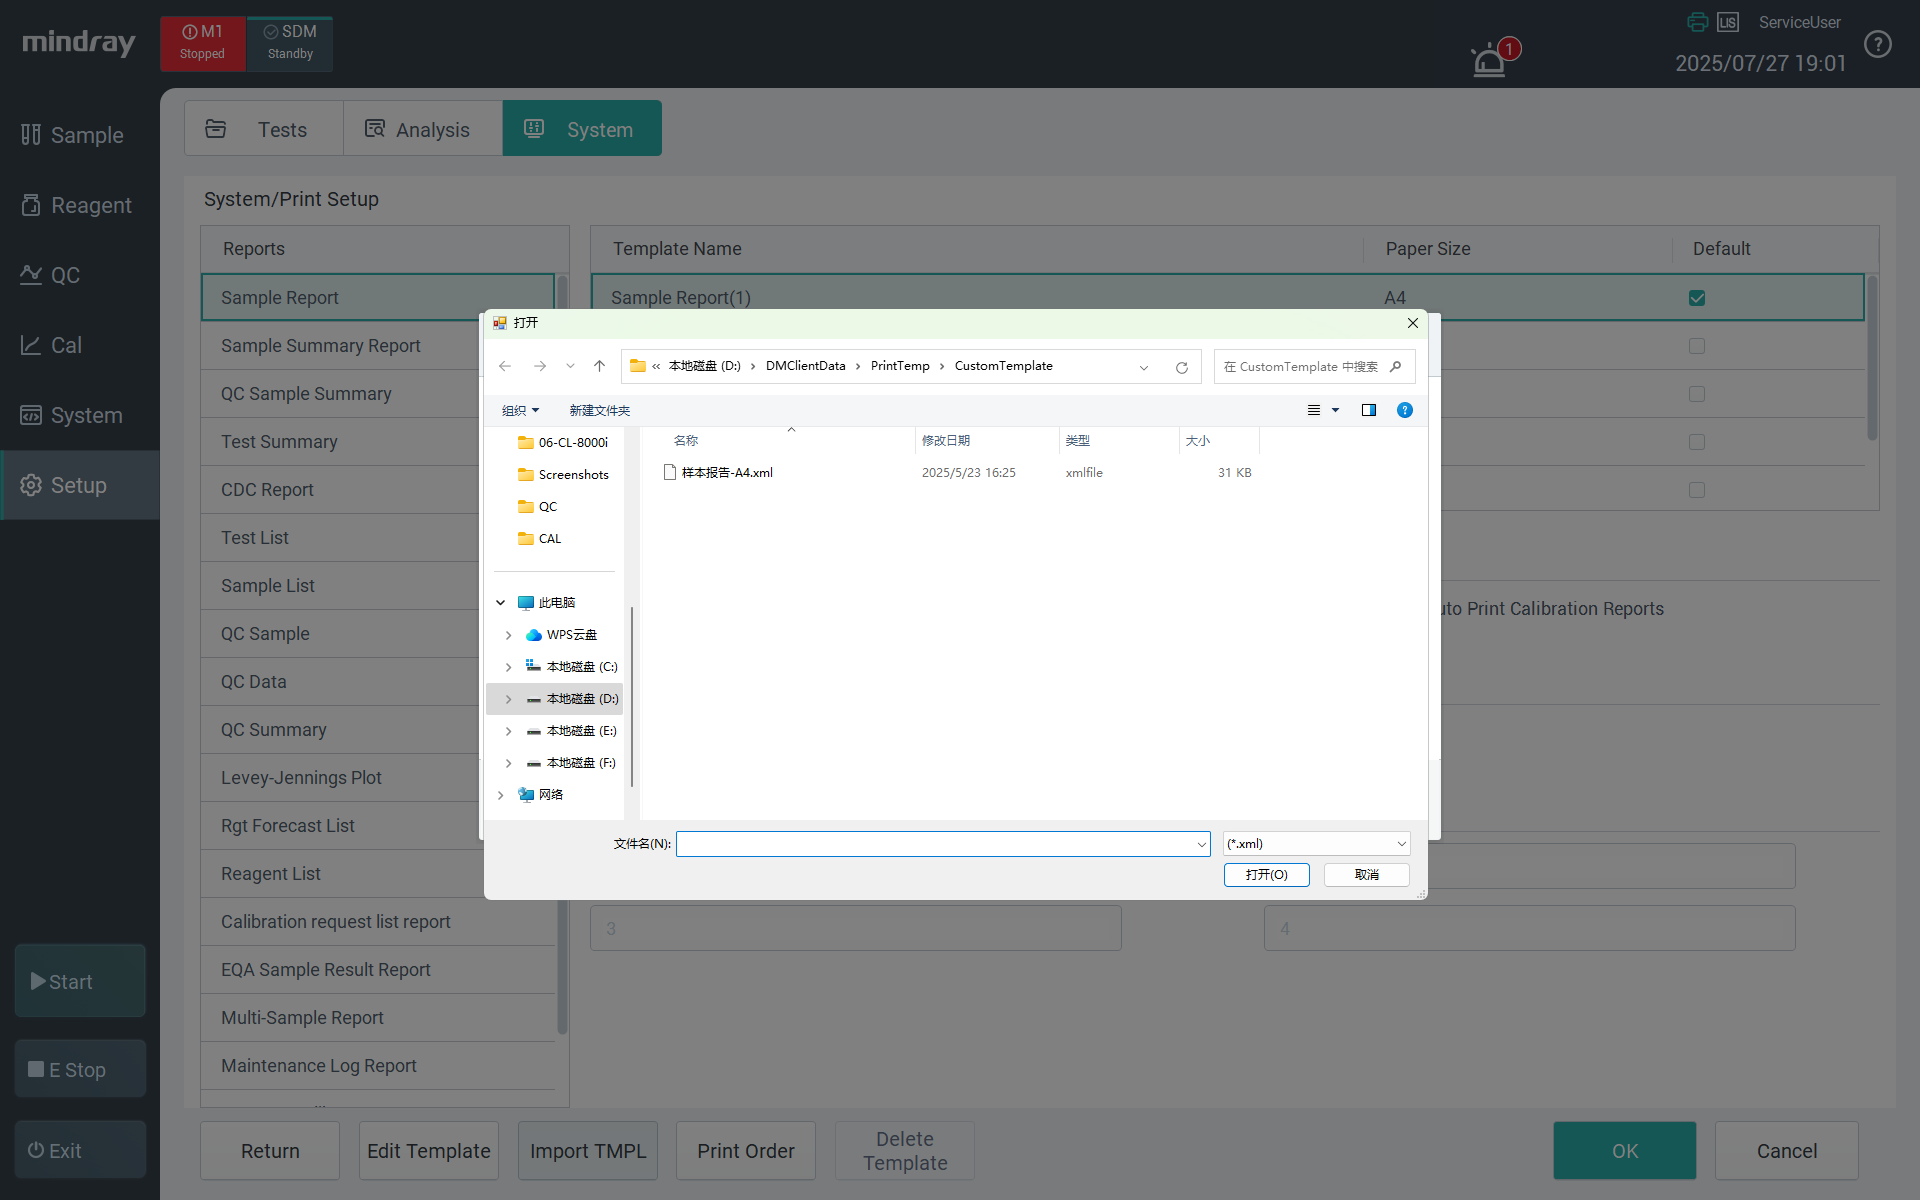 mindray
M1
Stopped
SDM
Standby
1
LIS
ServiceUser
2025/07/27 19:01
?
Sample
Reagent
QC
Cal
System
Setup
Start
E Stop
Exit
Tests
Analysis
System
System/Print Setup
Reports
Sample Report
Sample Summary Report
QC Sample Summary
Test Summary
CDC Report
Test List
Sample List
QC Sample
QC Data
QC Summary
Levey-Jennings Plot
Rgt Forecast List
Reagent List
Calibration request list report
EQA Sample Result Report
Multi-Sample Report
Maintenance Log Report
Template Name
Paper Size
Default
Sample Report(1)
A4
uto Print Calibration Reports
3
4
打开
« 本地磁盘 (D:) › DMClientData › PrintTemp › CustomTemplate
在 CustomTemplate 中搜索
组织
新建文件夹
?
06-CL-8000i
Screenshots
QC
CAL
此电脑
WPS云盘
本地磁盘 (C:)
本地磁盘 (D:)
本地磁盘 (E:)
本地磁盘 (F:)
网络
名称
修改日期
类型
大小
样本报告-A4.xml
2025/5/23 16:25
xmlfile
31 KB
文件名(N):
(*.xml)
打开(O)
取消
Return
Edit Template
Import TMPL
Print Order
Delete
Template
OK
Cancel